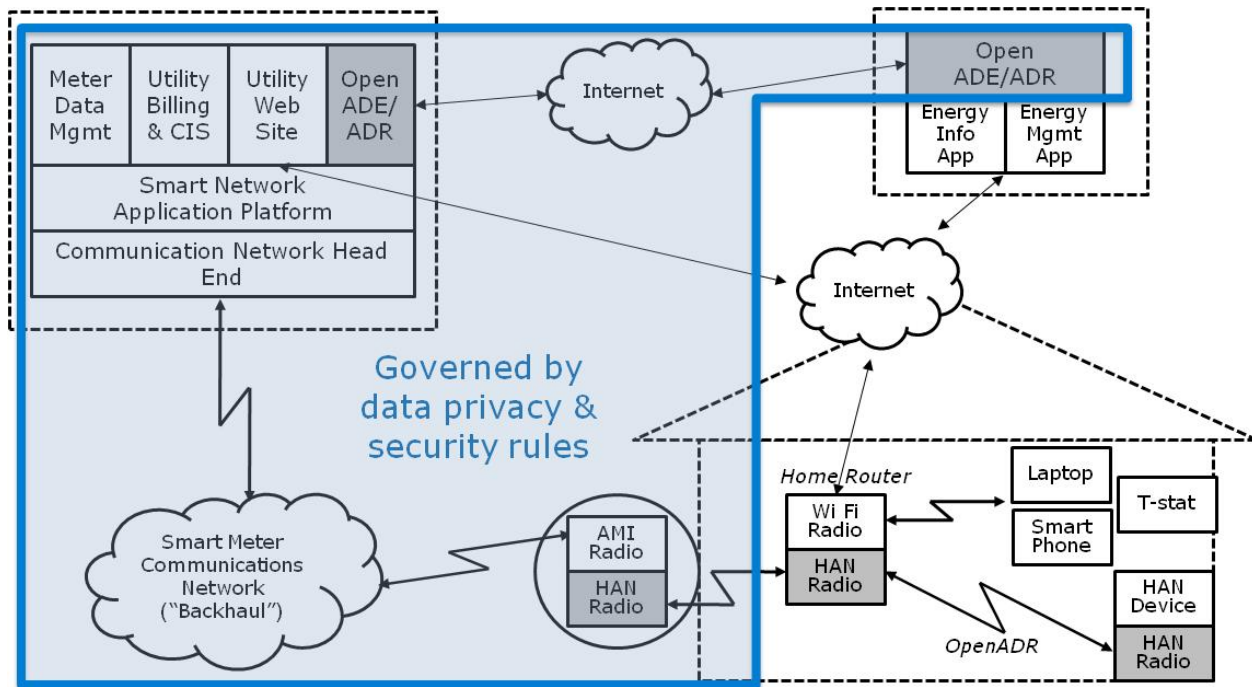 Meter
Data
Mgmt
Utility
Billing
& CIS
Utility
Web
Site
Open
ADE/
ADR
Smart Network
Application Platform
Communication Network Head
End
Internet
Open
ADE/ADR
Energy
Info
App
Energy
Mgmt
App
Internet
Governed by
data privacy &
security rules
Smart Meter
Communications
Network
("Backhaul")
AMI
Radio
HAN
Radio
Home Router
Wi Fi
Radio
HAN
Radio
Laptop
Smart
Phone
T-stat
HAN
Device
HAN
Radio
OpenADR